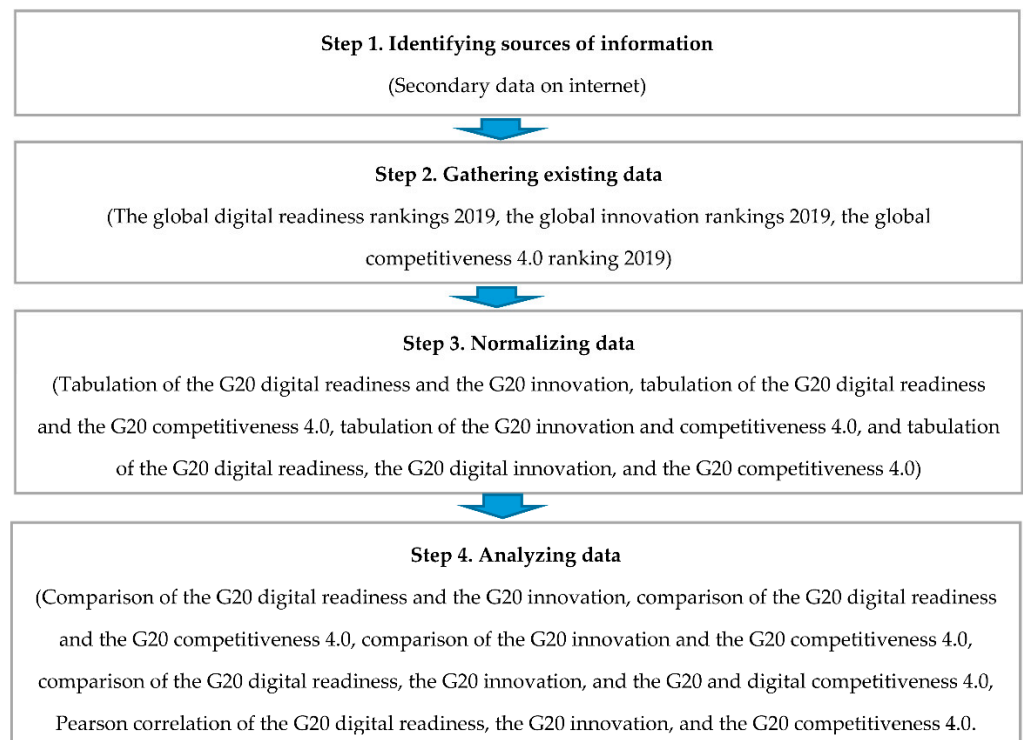 Step 1. Identifying sources of information
(Secondary data on internet)
Step 2. Gathering existing data
(The global digital readiness rankings 2019, the global innovation rankings 2019, the global
competitiveness 4.0 ranking 2019)
Step 3. Normalizing data
(Tabulation of the G20 digital readiness and the G20 innovation, tabulation of the G20 digital readiness
and the G20 competitiveness 4.0, tabulation of the G20 innovation and competitiveness 4.0, and tabulation
of the G20 digital readiness, the G20 digital innovation, and the G20 competitiveness 4.0)
Step 4. Analyzing data
(Comparison of the G20 digital readiness and the G20 innovation, comparison of the G20 digital readiness
and the G20 competitiveness 4.0, comparison of the G20 innovation and the G20 competitiveness 4.0,
comparison of the G20 digital readiness, the G20 innovation, and the G20 and digital competitiveness 4.0,
Pearson correlation of the G20 digital readiness, the G20 innovation, and the G20 competitiveness 4.0.